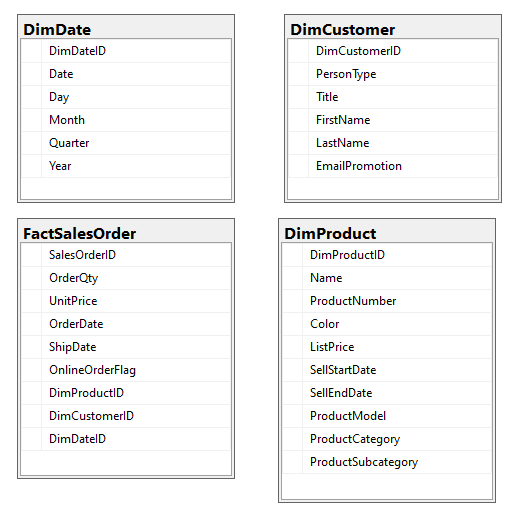 DimDate
DimDateID
Date
Day
Month
Quarter
Year
DimCustomer
DimCustomerID
PersonType
Title
FirstName
LastName
EmailPromotion
FactSalesOrder
SalesOrderID
OrderQty
UnitPrice
OrderDate
ShipDate
OnlineOrderFlag
DimProductID
DimCustomerID
DimDateID
DimProduct
DimProductID
Name
ProductNumber
Color
ListPrice
SellStartDate
SellEndDate
ProductModel
ProductCategory
ProductSubcategory